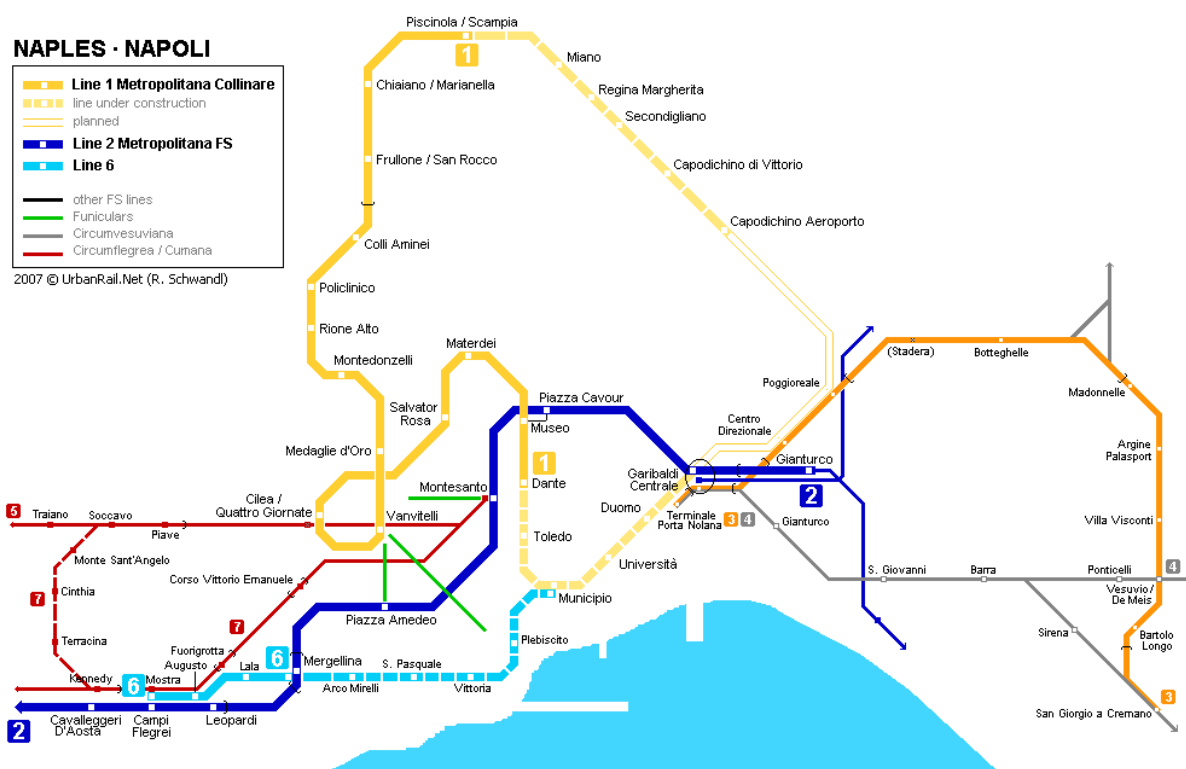 NAPLES · NAPOLI
Line 1 Metropolitana Collinare
line under construction
planned
Line 2 Metropolitana FS
Line 6
other FS lines
Funiculars
Circumvesuviana
Circumflegrea / Cumana
2007 © UrbanRail.Net (R. Schwandl)
Piscinola / Scampia
1
Miano
Chiaiano / Marianella
Regina Margherita
Secondigliano
Frullone / San Rocco
Capodichino di Vittorio
Capodichino Aeroporto
Colli Aminei
Policlinico
Rione Alto
Materdei
Montedonzelli
(Stadera)
Botteghelle
Poggioreale
Madonnelle
Piazza Cavour
Salvator
Rosa
Museo
Centro
Direzionale
Medaglie d'Oro
1
Garibaldi
Centrale
Gianturco
Argine
Palasport
Montesanto
Dante
2
Cilea /
Quattro Giornate
Vanvitelli
Duomo
Terminale
Porta Nolana
3
4
Gianturco
Villa Visconti
5
Traiano
Soccavo
Piave
Toledo
Monte Sant'Angelo
Università
S. Giovanni
Barra
Ponticelli
4
Corso Vittorio Emanuele
Vesuvio/
De Meis
Cinthia
7
Municipio
Piazza Amedeo
7
Plebiscito
Sirena
Bartolo
Longo
Terracina
Fuorigrotta
Augusto
6
Mergellina
Lala
S. Pasquale
Kennedy
Mostra
6
Arco Mirelli
Vittoria
3
San Giorgio a Cremano
2
Cavalleggeri
D'Aosta
Campi
Flegrei
Leopardi